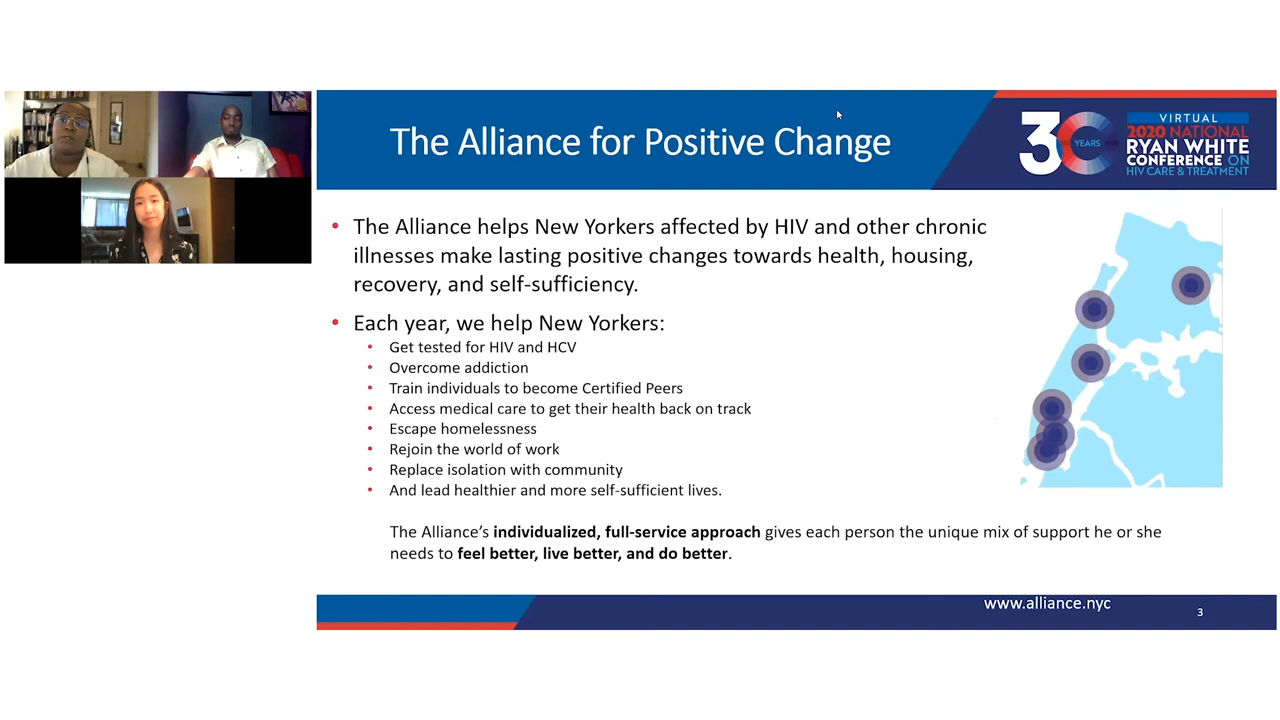 The Alliance for Positive Change
30
YEARS
VIRTUAL
2020 NATIONAL
RYAN WHITE
CONFERENCE ON
HIV CARE & TREATMENT
• The Alliance helps New Yorkers affected by HIV and other chronic
illnesses make lasting positive changes towards health, housing,
recovery, and self-sufficiency.
• Each year, we help New Yorkers:
• Get tested for HIV and HCV
• Overcome addiction
• Train individuals to become Certified Peers
• Access medical care to get their health back on track
• Escape homelessness
• Rejoin the world of work
• Replace isolation with community
• And lead healthier and more self-sufficient lives.
The Alliance’s individualized, full-service approach gives each person the unique mix of support he or she
needs to feel better, live better, and do better.
www.alliance.nyc
3